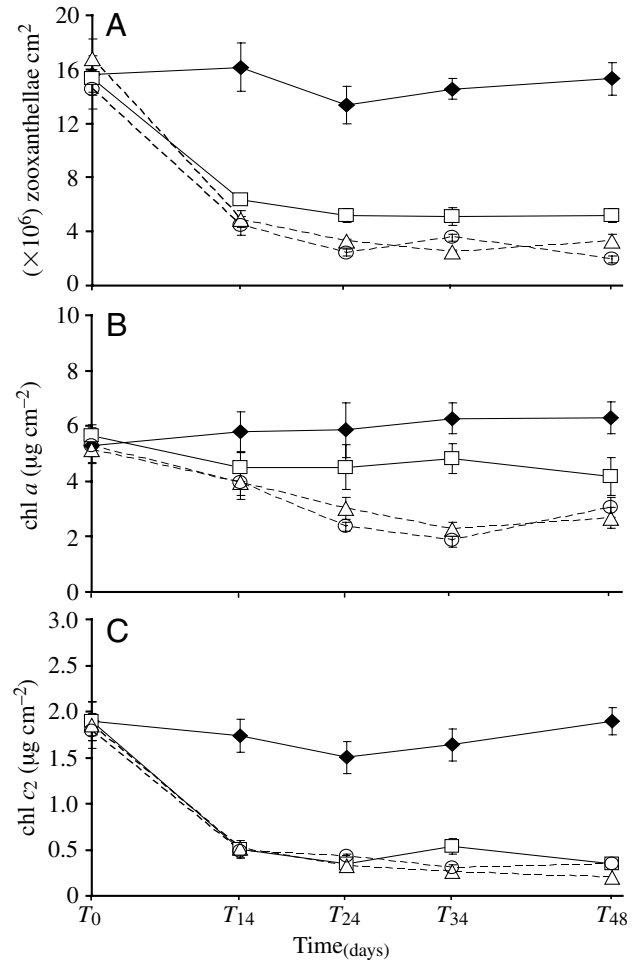 A
20
16
12
8
4
0
(×10⁶) zooxanthellae cm²
B
10
8
6
4
2
0
chl a (μg cm⁻²)
C
3.0
2.5
2.0
1.5
1.0
0.5
0
chl c₂ (μg cm⁻²)
T₀ T₁₄ T₂₄ T₃₄ T₄₈
Time(days)